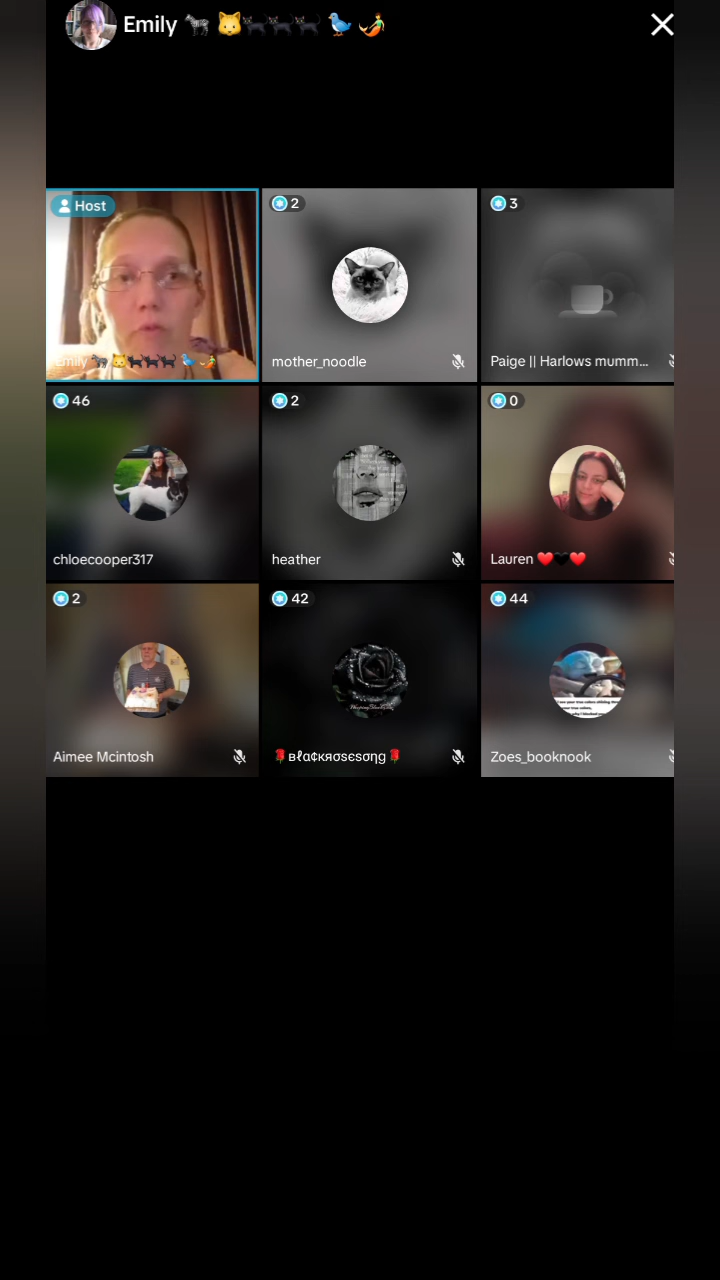 Emily 🦓 🐱🐈‍⬛🐈‍⬛🐈‍⬛ 🐦 🧜
Host
2
3
Emily 🦓 🐱🐈‍⬛🐈‍⬛🐈‍⬛ 🐦 🧜
mother_noodle
Paige || Harlows mumm...
46
2
0
chloecooper317
heather
Lauren ❤️🖤❤️
2
42
44
Aimee Mcintosh
🌹вℓα¢кяσѕєѕσηg🌹
Zoes_booknook